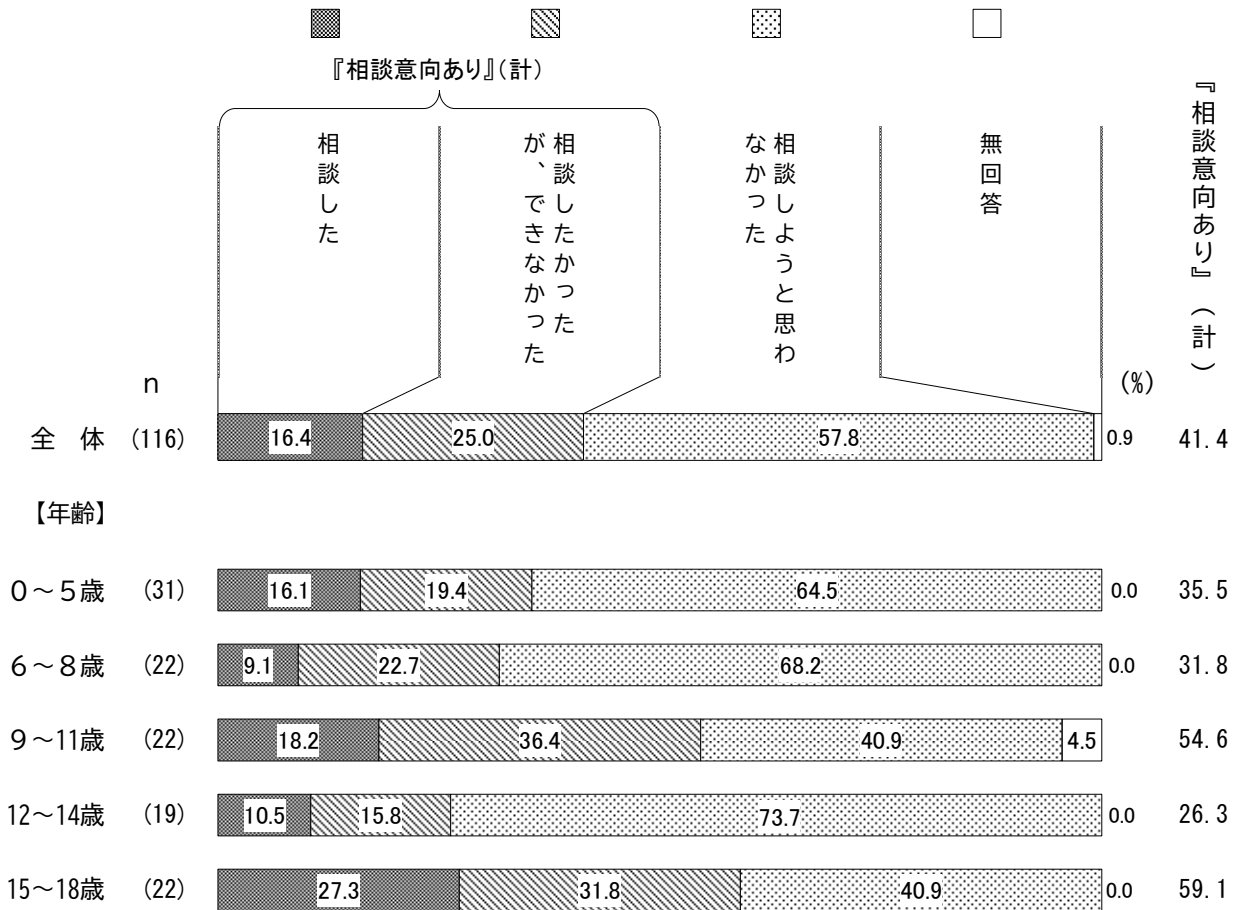 『相談意向あり』(計)
相談した
相談したかった
が、できなかった
相談しようと思わ
なかった
無回答
『相談意向あり』(計)
n
(%)
全 体 (116) 16.4 25.0 57.8 0.9 41.4
【年齢】
0～5歳 (31) 16.1 19.4 64.5 0.0 35.5
6～8歳 (22) 9.1 22.7 68.2 0.0 31.8
9～11歳 (22) 18.2 36.4 40.9 4.5 54.6
12～14歳 (19) 10.5 15.8 73.7 0.0 26.3
15～18歳 (22) 27.3 31.8 40.9 0.0 59.1